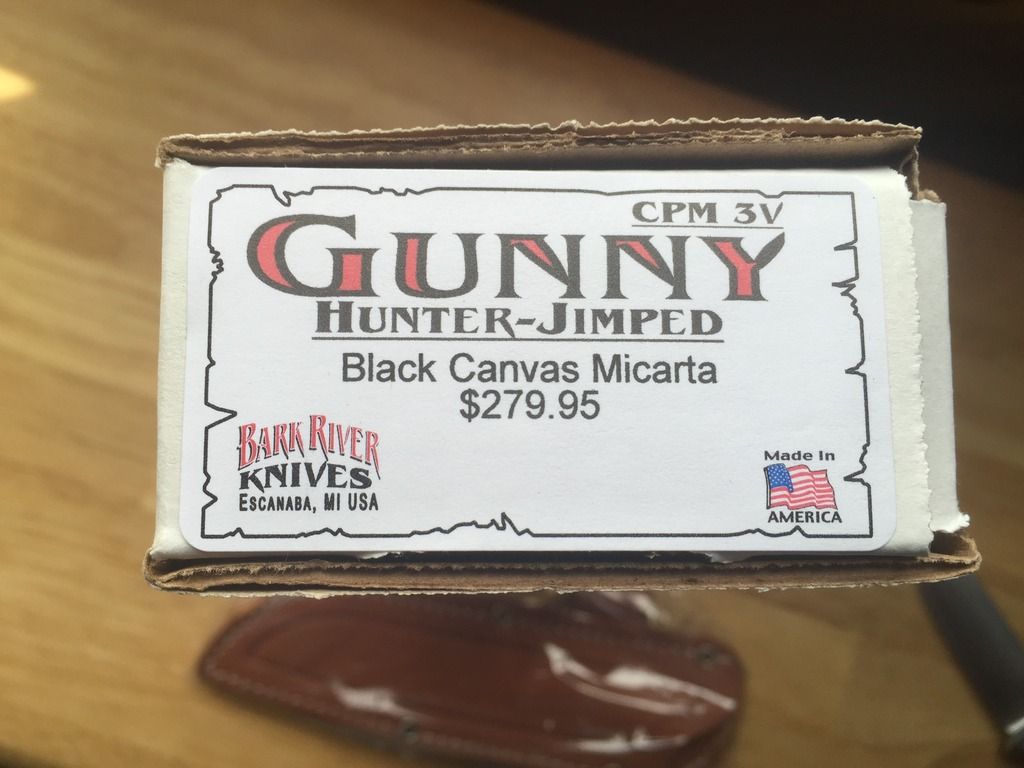 CPM 3V
GUNNY
HUNTER-JIMPED
Black Canvas Micarta
$279.95
BARK RIVER
KNIVES
ESCANABA, MI USA
Made In
AMERICA